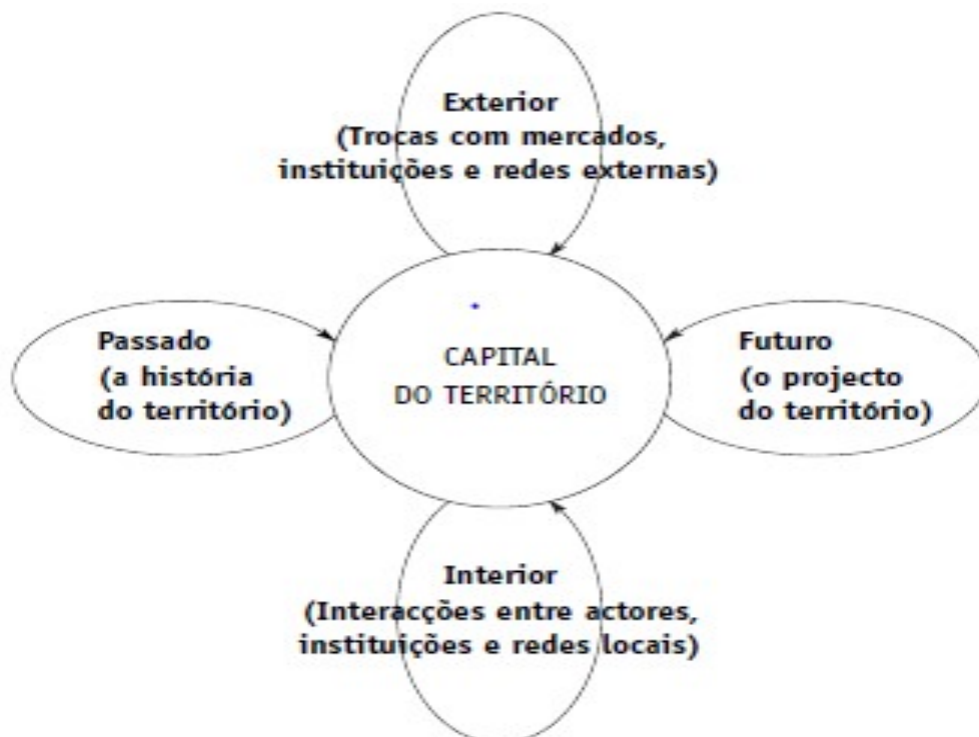 Exterior
(Trocas com mercados,
instituições e redes externas)
Passado
(a história
do território)
CAPITAL
DO TERRITÓRIO
Futuro
(o projecto
do território)
Interior
(Interacções entre actores,
instituições e redes locais)